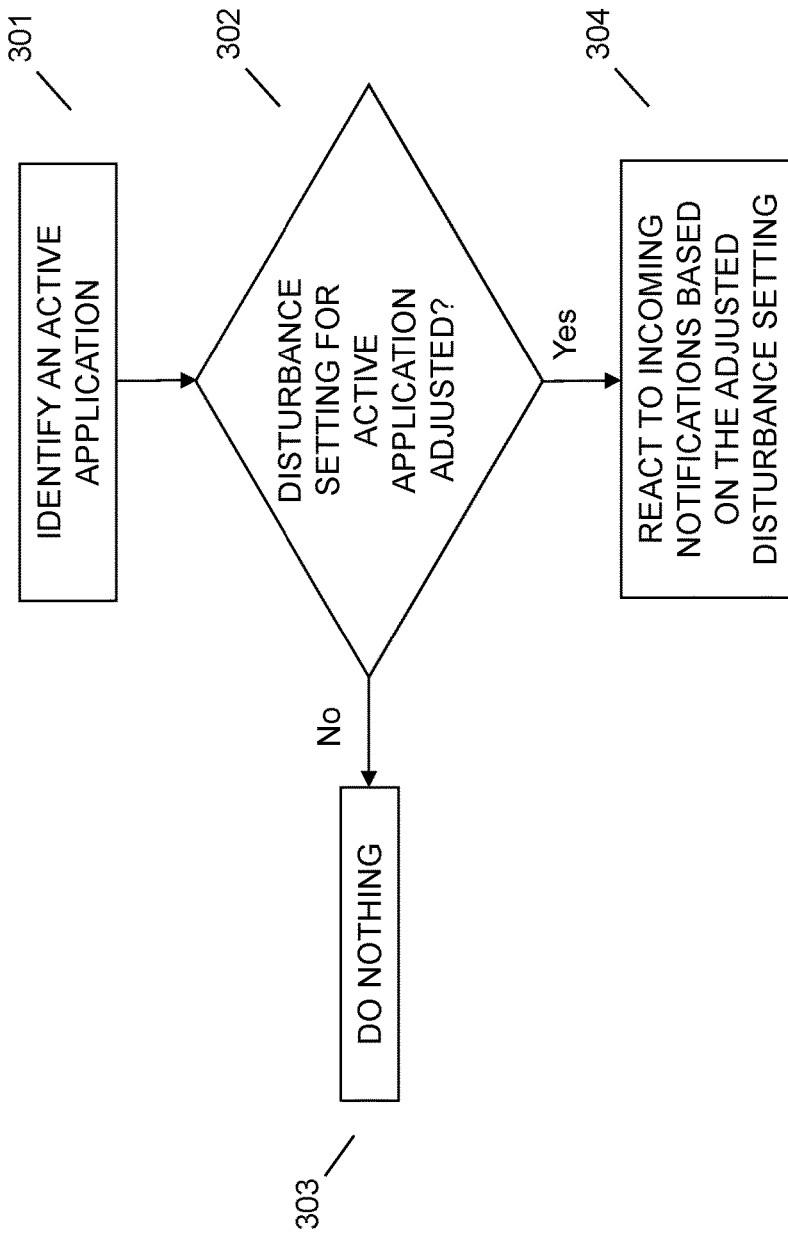 301
IDENTIFY AN ACTIVE
APPLICATION
302
DISTURBANCE
SETTING FOR
ACTIVE
APPLICATION
ADJUSTED?
No
303
DO NOTHING
Yes
304
REACT TO INCOMING
NOTIFICATIONS BASED
ON THE ADJUSTED
DISTURBANCE SETTING